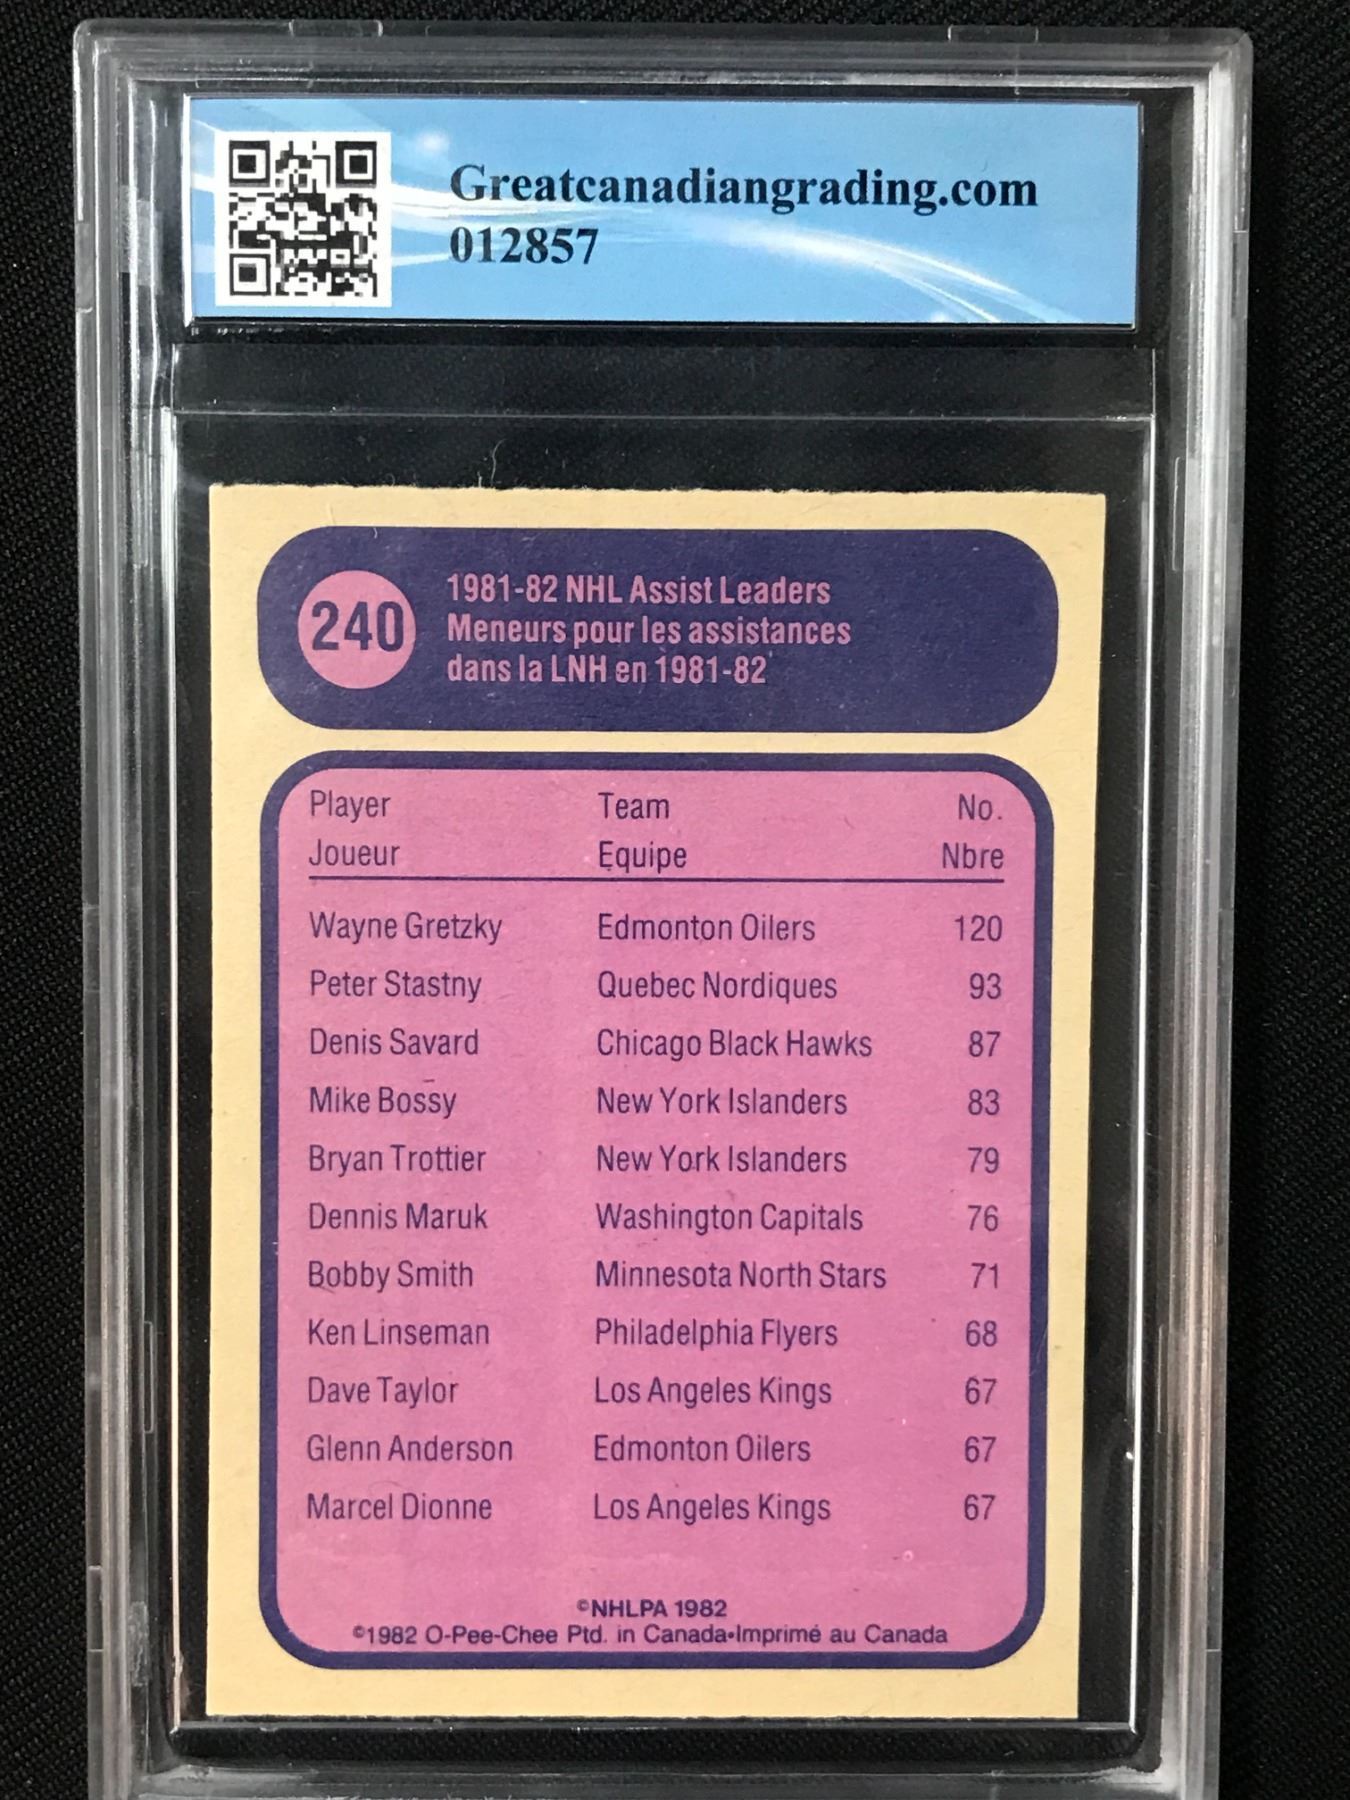 Greatcanadiangrading.com
012857
240
1981-82 NHL Assist Leaders
Meneurs pour les assistances
dans la LNH en 1981-82
Player Team No.
Joueur Equipe Nbre
Wayne Gretzky Edmonton Oilers 120
Peter Stastny Quebec Nordiques 93
Denis Savard Chicago Black Hawks 87
Mike Bossy New York Islanders 83
Bryan Trottier New York Islanders 79
Dennis Maruk Washington Capitals 76
Bobby Smith Minnesota North Stars 71
Ken Linseman Philadelphia Flyers 68
Dave Taylor Los Angeles Kings 67
Glenn Anderson Edmonton Oilers 67
Marcel Dionne Los Angeles Kings 67
©NHLPA 1982
©1982 O-Pee-Chee Ptd. in Canada•Imprimé au Canada